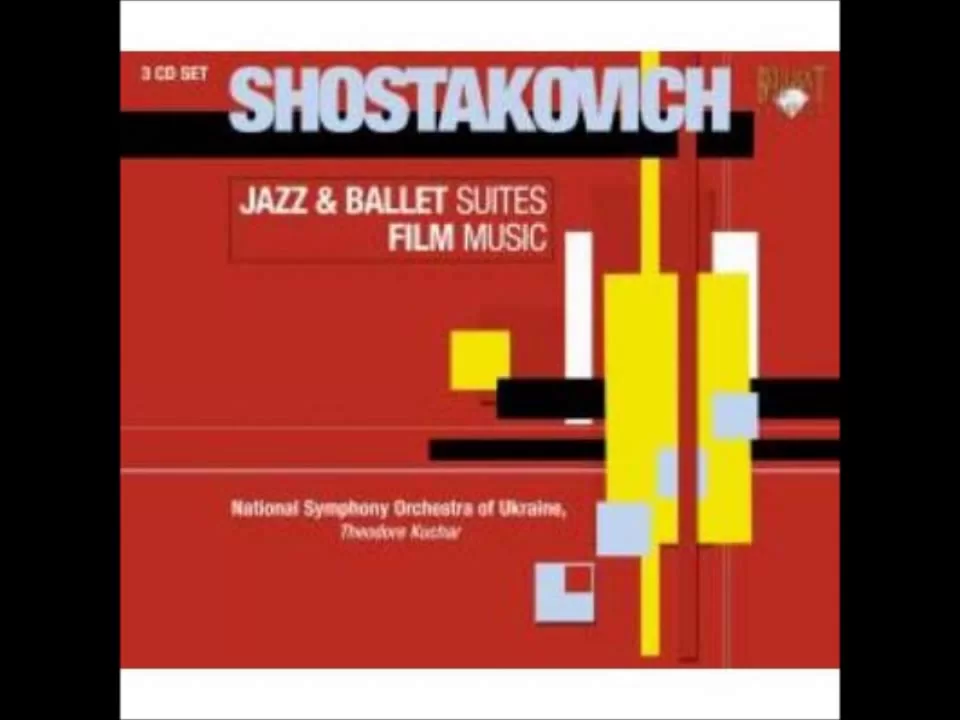 3 CD SET
SHOSTAKOVICH
JAZZ & BALLET SUITES
FILM MUSIC
National Symphony Orchestra of Ukraine,
Theodore Kuchar